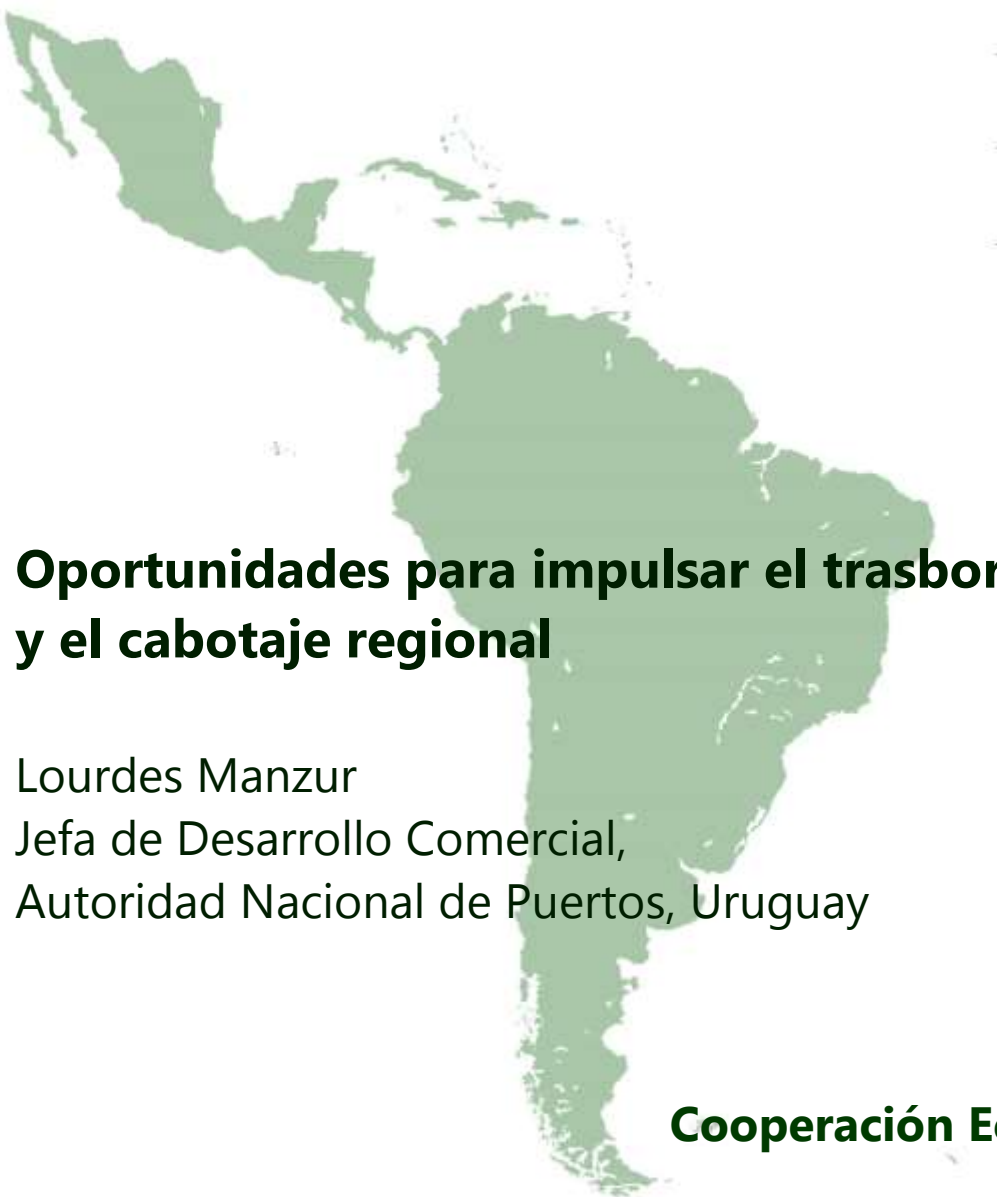 Oportunidades para impulsar el trasbor
y el cabotaje regional
Lourdes Manzur
Jefa de Desarrollo Comercial,
Autoridad Nacional de Puertos, Uruguay
Cooperación E